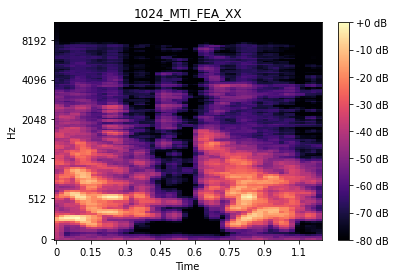 1024_MTI_FEA_XX
8192
4096
2048
1024
512
0
Hz
0
0.15
0.3
0.45
0.6
0.75
0.9
1.1
Time
+0 dB
-10 dB
-20 dB
-30 dB
-40 dB
-50 dB
-60 dB
-70 dB
-80 dB